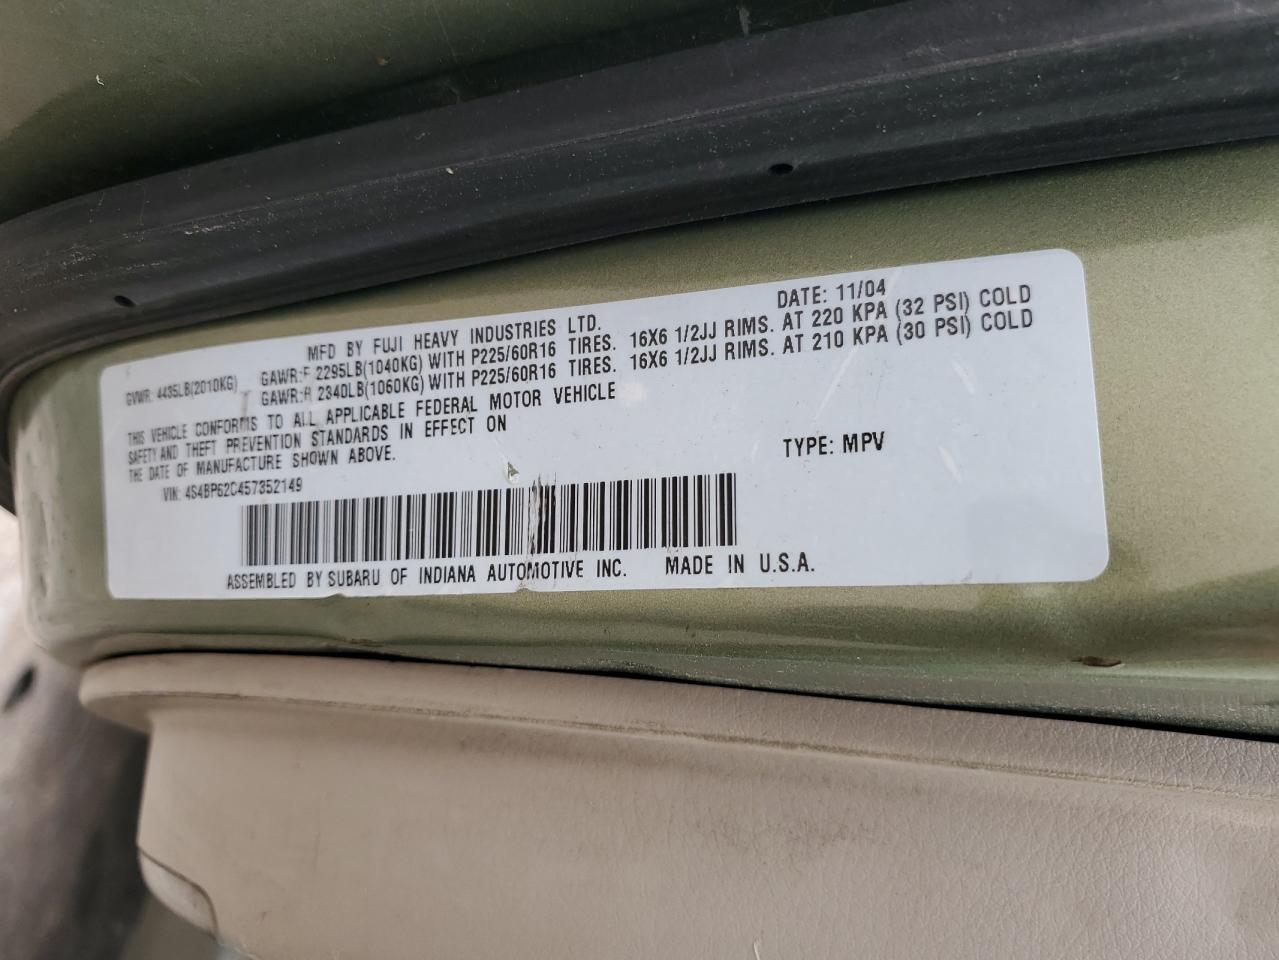 MFD BY FUJI HEAVY INDUSTRIES LTD. DATE: 11/04
GVWR: 4435LB(2010KG) GAWR:F 2295LB(1040KG) WITH P225/60R16 TIRES. 16X6 1/2JJ RIMS. AT 220 KPA (32 PSI) COLD
GAWR:R 2340LB(1060KG) WITH P225/60R16 TIRES. 16X6 1/2JJ RIMS. AT 210 KPA (30 PSI) COLD
THIS VEHICLE CONFORMS TO ALL APPLICABLE FEDERAL MOTOR VEHICLE
SAFETY AND THEFT PREVENTION STANDARDS IN EFFECT ON
THE DATE OF MANUFACTURE SHOWN ABOVE.
VIN: 4S4BP62C457352149 TYPE: MPV
ASSEMBLED BY SUBARU OF INDIANA AUTOMOTIVE INC. MADE IN U.S.A.